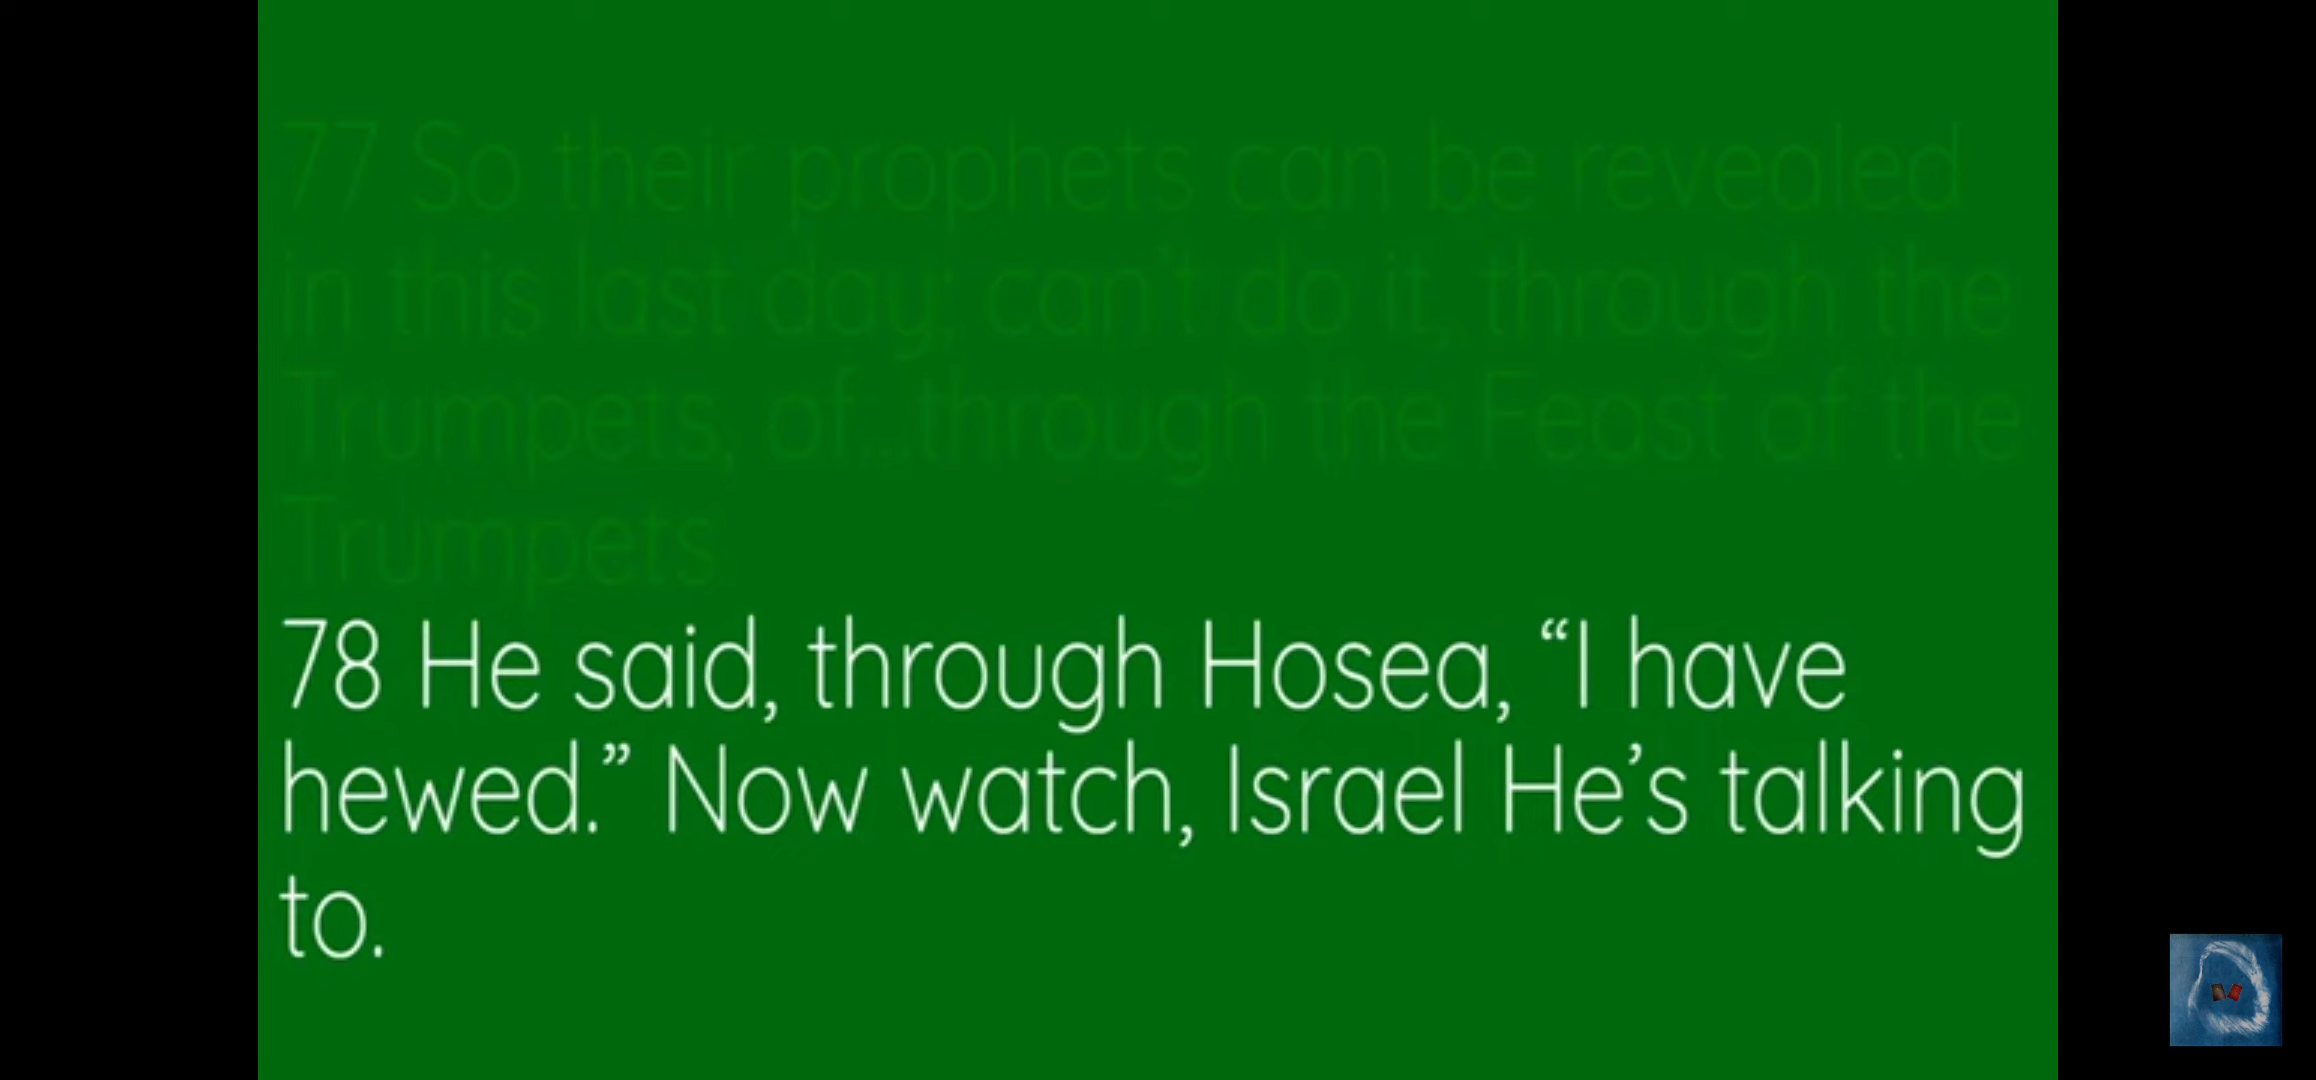 77 So their prophets can be revealed
in this last day; can't do it, through the
Trumpets, of...through the Feast of the
Trumpets.
78 He said, through Hosea, “I have
hewed.” Now watch, Israel He’s talking
to.